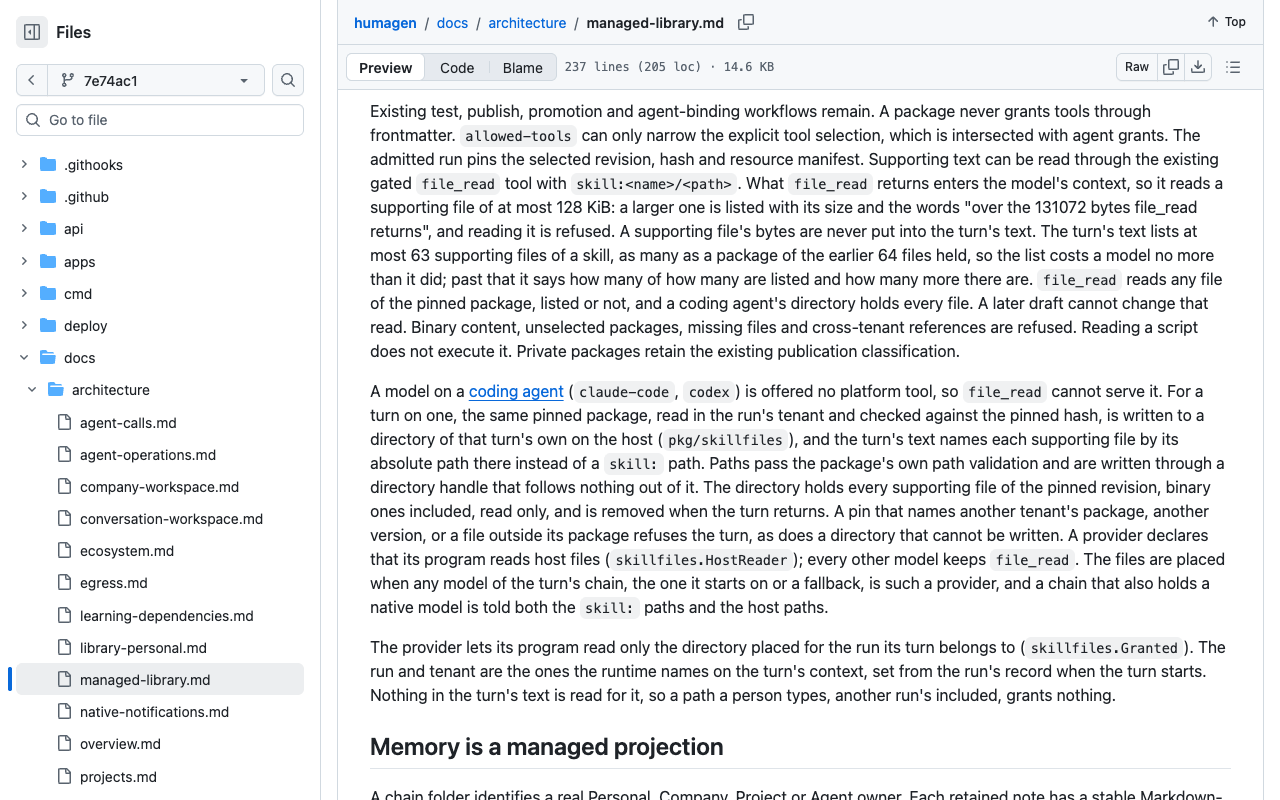 Files
humagen / docs / architecture / managed-library.md
Top
7e74ac1
Preview Code Blame 237 lines (205 loc) · 14.6 KB
Raw
Go to file
.githooks
.github
api
apps
cmd
deploy
docs
architecture
agent-calls.md
agent-operations.md
company-workspace.md
conversation-workspace.md
ecosystem.md
egress.md
learning-dependencies.md
library-personal.md
managed-library.md
native-notifications.md
overview.md
projects.md
Existing test, publish, promotion and agent-binding workflows remain. A package never grants tools through
frontmatter. allowed-tools can only narrow the explicit tool selection, which is intersected with agent grants. The
admitted run pins the selected revision, hash and resource manifest. Supporting text can be read through the existing
gated file_read tool with skill:<name>/<path>. What file_read returns enters the model's context, so it reads a
supporting file of at most 128 KiB: a larger one is listed with its size and the words "over the 131072 bytes file_read
returns", and reading it is refused. A supporting file's bytes are never put into the turn's text. The turn's text lists at
most 63 supporting files of a skill, as many as a package of the earlier 64 files held, so the list costs a model no more
than it did; past that it says how many of how many are listed and how many more there are. file_read reads any file
of the pinned package, listed or not, and a coding agent's directory holds every file. A later draft cannot change that
read. Binary content, unselected packages, missing files and cross-tenant references are refused. Reading a script
does not execute it. Private packages retain the existing publication classification.
A model on a coding agent (claude-code, codex) is offered no platform tool, so file_read cannot serve it. For a
turn on one, the same pinned package, read in the run's tenant and checked against the pinned hash, is written to a
directory of that turn's own on the host (pkg/skillfiles), and the turn's text names each supporting file by its
absolute path there instead of a skill: path. Paths pass the package's own path validation and are written through a
directory handle that follows nothing out of it. The directory holds every supporting file of the pinned revision, binary
ones included, read only, and is removed when the turn returns. A pin that names another tenant's package, another
version, or a file outside its package refuses the turn, as does a directory that cannot be written. A provider declares
that its program reads host files (skillfiles.HostReader); every other model keeps file_read. The files are placed
when any model of the turn's chain, the one it starts on or a fallback, is such a provider, and a chain that also holds a
native model is told both the skill: paths and the host paths.
The provider lets its program read only the directory placed for the run its turn belongs to (skillfiles.Granted). The
run and tenant are the ones the runtime names on the turn's context, set from the run's record when the turn starts.
Nothing in the turn's text is read for it, so a path a person types, another run's included, grants nothing.
Memory is a managed projection
A chain folder identifies a real Personal, Company, Project or Agent owner. Each retained note has a stable Markdown-